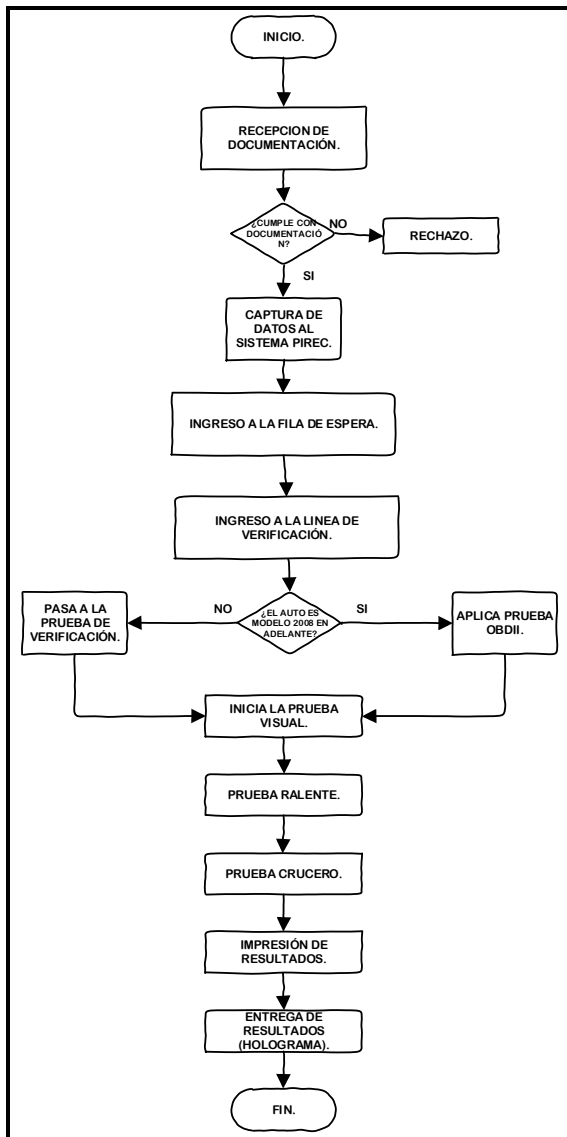 INICIO.
RECEPCION DE
DOCUMENTACIÓN.
¿CUMPLE CON
DOCUMENTACIÓ
N?
NO
RECHAZO.
SI
CAPTURA DE
DATOS AL
SISTEMA PIREC.
INGRESO A LA FILA DE ESPERA.
INGRESO A LA LINEA DE
VERIFICACIÓN.
¿EL AUTO ES
MODELO 2008 EN
ADELANTE?
NO
SI
PASA A LA
PRUEBA DE
VERIFICACIÓN.
APLICA PRUEBA
OBDII.
INICIA LA PRUEBA
VISUAL.
PRUEBA RALENTE.
PRUEBA CRUCERO.
IMPRESIÓN DE
RESULTADOS.
ENTREGA DE
RESULTADOS
(HOLOGRAMA).
FIN.